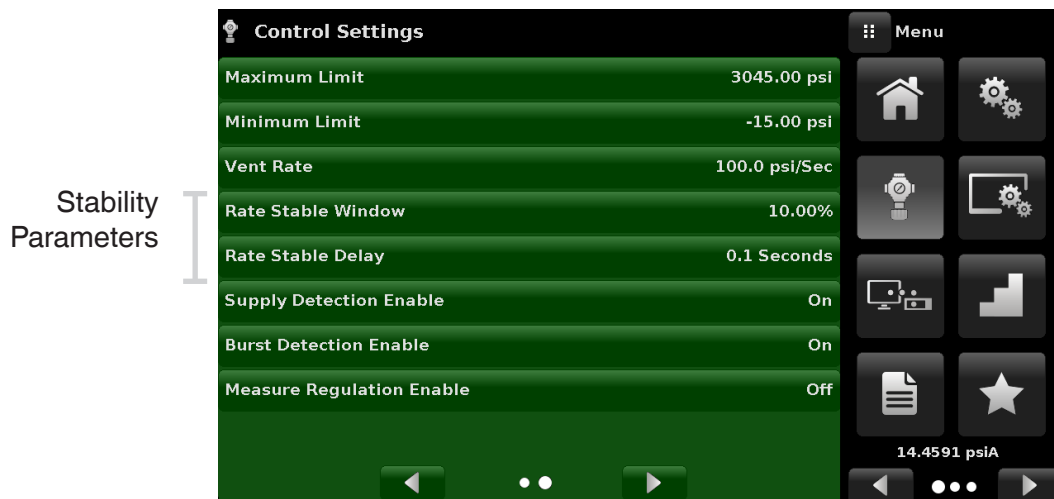 Control Settings
Menu
Maximum Limit 3045.00 psi
Minimum Limit -15.00 psi
Vent Rate 100.0 psi/Sec
Stability
Parameters
Rate Stable Window 10.00%
Rate Stable Delay 0.1 Seconds
Supply Detection Enable On
Burst Detection Enable On
Measure Regulation Enable Off
14.4591 psiA